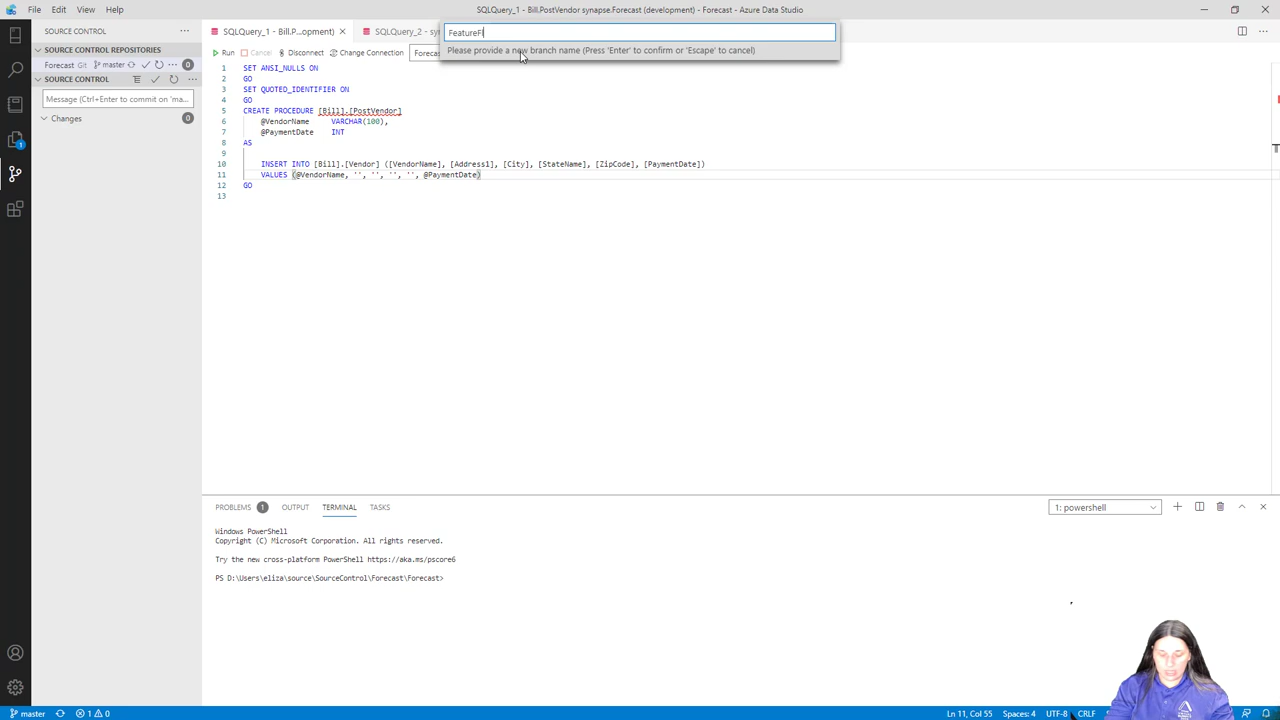 File Edit View Help
SQLQuery_1 - Bill.PostVendor synapse.Forecast (development) - Forecast - Azure Data Studio
SOURCE CONTROL
SQLQuery_1 - Bill.P...opment)
SQLQuery_2 - sy
FeatureFl
Please provide a new branch name (Press 'Enter' to confirm or 'Escape' to cancel)
SOURCE CONTROL REPOSITORIES
Forecast Git master 0
SOURCE CONTROL
Message (Ctrl+Enter to commit on 'ma...
Changes 0
1
Run Cancel Disconnect Change Connection Foreca
1 SET ANSI_NULLS ON
2 GO
3 SET QUOTED_IDENTIFIER ON
4 GO
5 CREATE PROCEDURE [Bill].[PostVendor]
6 @VendorName VARCHAR(100),
7 @PaymentDate INT
8 AS
9
10 INSERT INTO [Bill].[Vendor] ([VendorName], [Address1], [City], [StateName], [ZipCode], [PaymentDate])
11 VALUES (@VendorName, '', '', '', '', @PaymentDate)
12 GO
13
PROBLEMS 1 OUTPUT TERMINAL TASKS
1: powershell
Windows PowerShell
Copyright (C) Microsoft Corporation. All rights reserved.
Try the new cross-platform PowerShell https://aka.ms/pscore6
PS D:\Users\eliza\source\SourceControl\Forecast\Forecast>
master 1 0
Ln 11, Col 55 Spaces: 4 UTF-8 CRLF